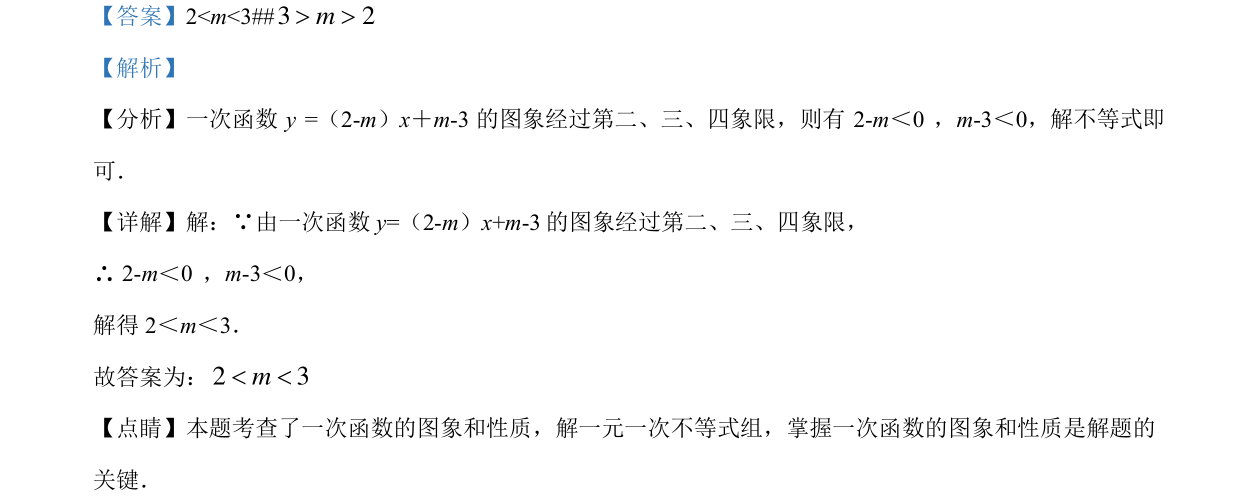 【答案】2<m<3##3＞m＞2
【解析】
【分析】一次函数 y =（2-m）x＋m-3 的图象经过第二、三、四象限，则有 2-m＜0 ，m-3＜0，解不等式即
可．
【详解】解：∵由一次函数 y=（2-m）x+m-3 的图象经过第二、三、四象限，
∴ 2-m＜0 ，m-3＜0，
解得 2＜m＜3．
故答案为：2＜m＜3
【点睛】本题考查了一次函数的图象和性质，解一元一次不等式组，掌握一次函数的图象和性质是解题的
关键．